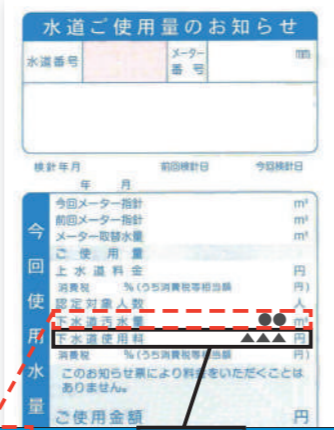 水道ご使用量のお知らせ
水道番号
メーター番号
mm
検針年月
前回検針日
今回検針日
年 月
今回使用水量
今回メーター指針 m³
前回メーター指針 m³
メーター取替水量 m³
ご使用量 m³
上水道料金 円
消費税 %(うち消費税等相当額 円)
認定対象人数 人
下水道汚水量 ●● m³
下水道使用料 ▲▲▲ 円
消費税 %(うち消費税等相当額 円)
このお知らせ票により料金をいただくことは
ありません。
ご使用金額 円